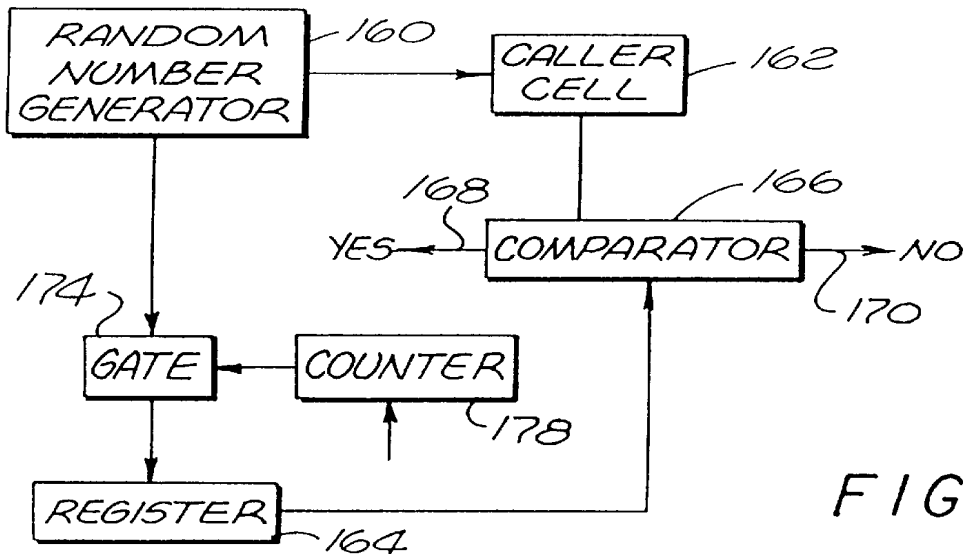 RANDOM
NUMBER
GENERATOR
160
CALLER
CELL
162
168
166
YES
COMPARATOR
NO
170
174
GATE
COUNTER
178
REGISTER
164
FIG